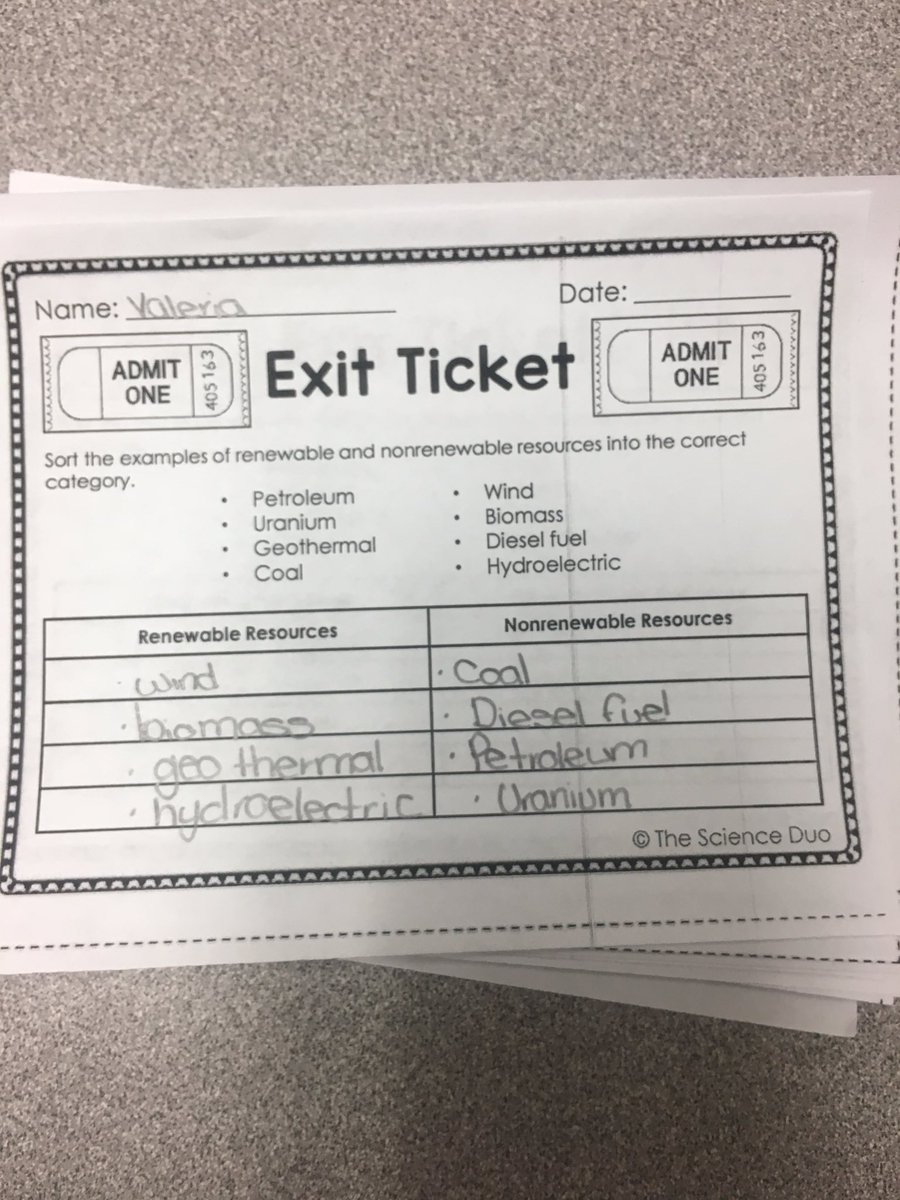 Name: Valeria
Date:
ADMIT ONE 405163
Exit Ticket
ADMIT ONE 405163
Sort the examples of renewable and nonrenewable resources into the correct
category.
• Petroleum
• Uranium
• Geothermal
• Coal
• Wind
• Biomass
• Diesel fuel
• Hydroelectric
Renewable Resources Nonrenewable Resources
· wind · Coal
· biomass · Diesel fuel
· geo thermal · Petroleum
· hydroelectric · Uranium
© The Science Duo